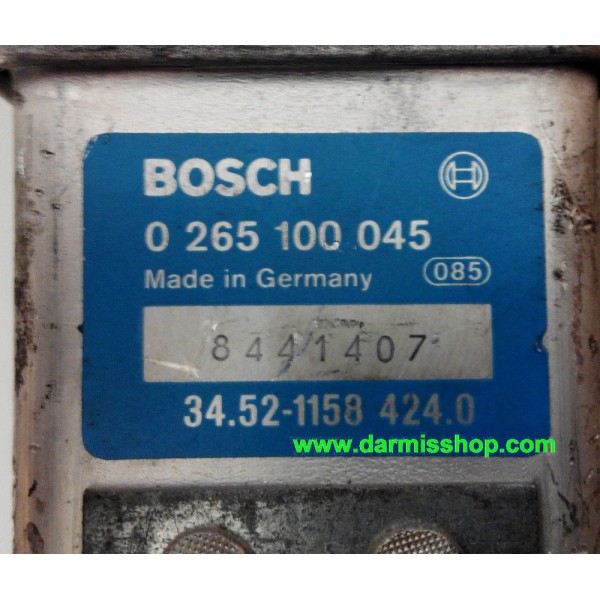 BOSCH
0 265 100 045
Made in Germany 085
8441407
34.52-1158 424.0
www.darmisshop.com